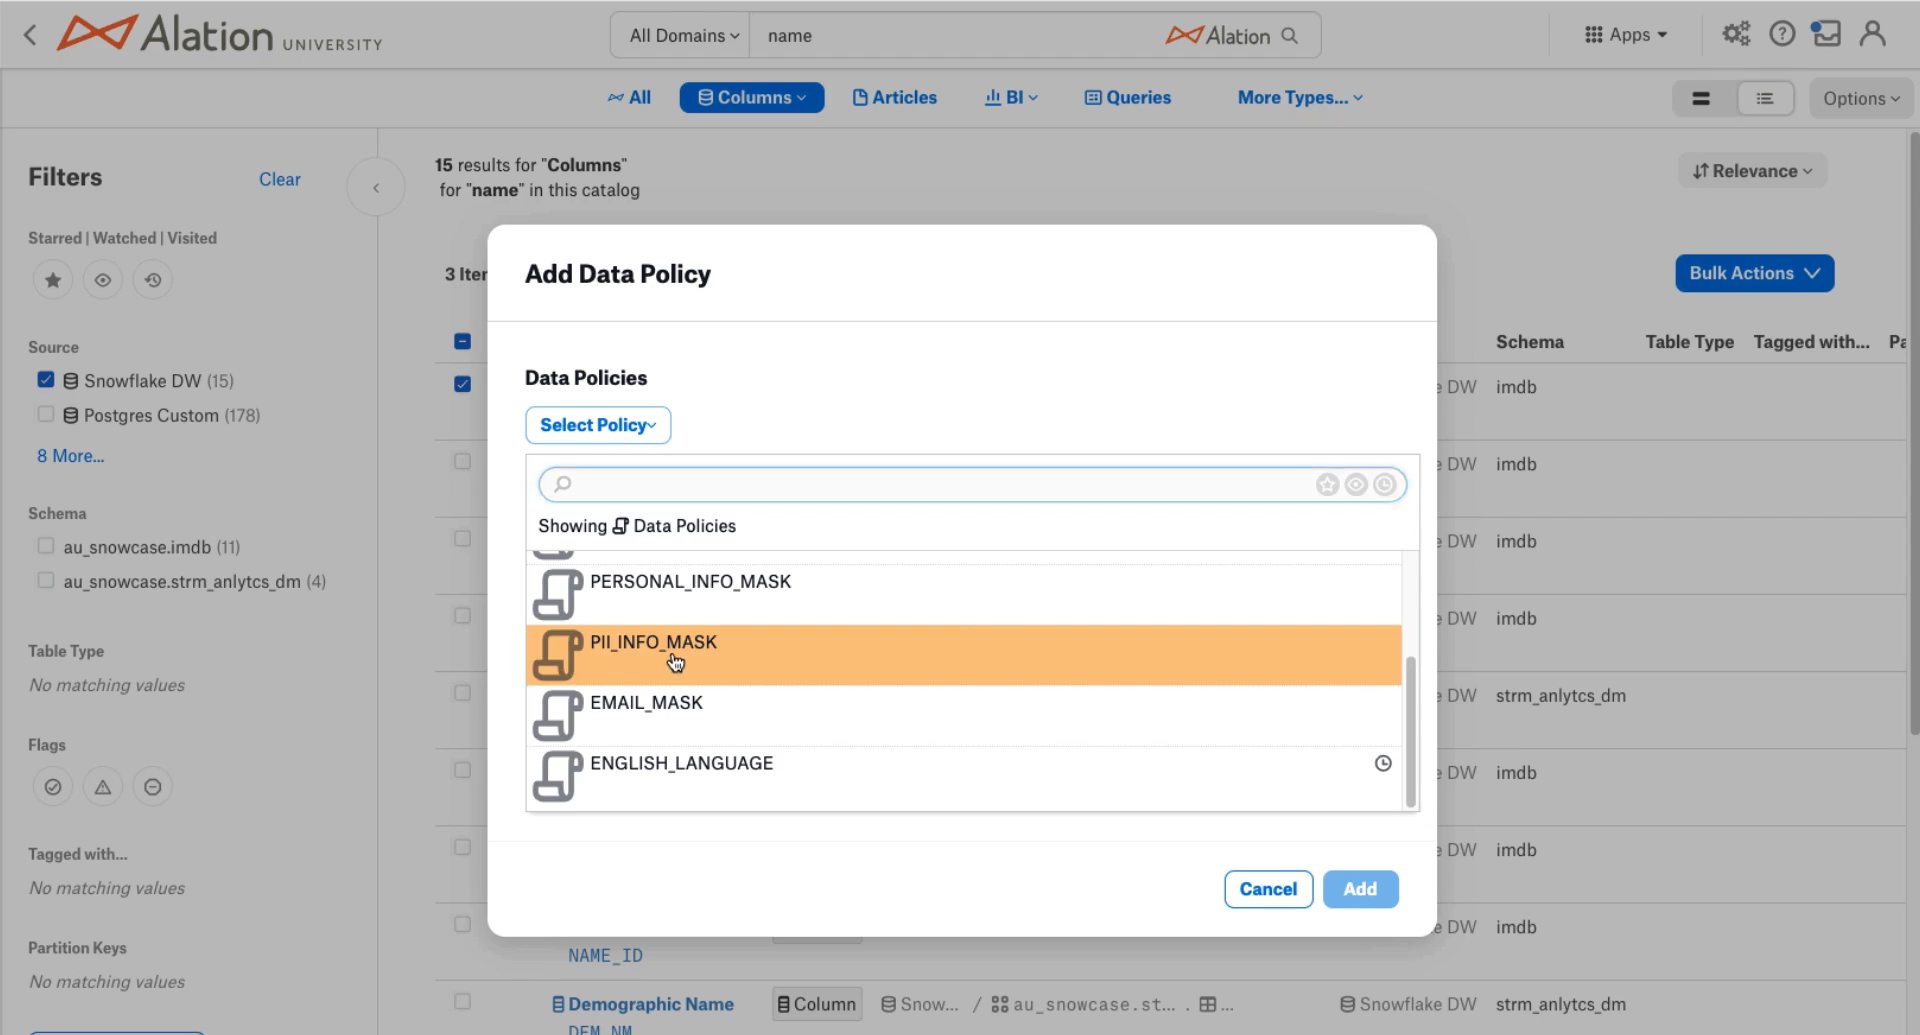 Alation UNIVERSITY
All Domains
name
Alation
Apps
All
Columns
Articles
BI
Queries
More Types...
Options
Filters
Clear
15 results for "Columns"
for "name" in this catalog
Relevance
Starred | Watched | Visited
3 Iter
Bulk Actions
Add Data Policy
Source
Snowflake DW (15)
Postgres Custom (178)
8 More...
Schema
Table Type
Tagged with...
Pa
Data Policies
Select Policy
e DW imdb
e DW imdb
Showing Data Policies
Schema
au_snowcase.imdb (11)
au_snowcase.strm_anlytcs_dm (4)
e DW imdb
PERSONAL_INFO_MASK
e DW imdb
PII_INFO_MASK
Table Type
No matching values
EMAIL_MASK
e DW strm_anlytcs_dm
ENGLISH_LANGUAGE
e DW imdb
Flags
Tagged with...
No matching values
e DW imdb
Cancel
Add
Partition Keys
No matching values
e DW imdb
NAME_ID
Demographic Name
Column
Snow... / au_snowcase.st... . ...
Snowflake DW
strm_anlytcs_dm
DEM_NM